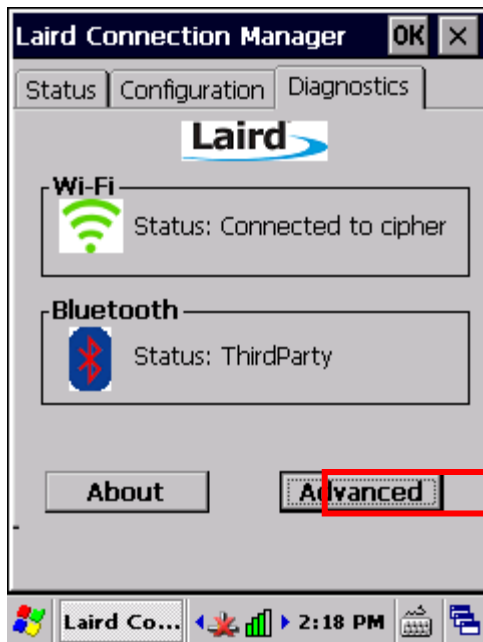 Laird Connection Manager OK ×
Status Configuration Diagnostics
Laird
Wi-Fi
Status: Connected to cipher
Bluetooth
Status: ThirdParty
About Advanced
Laird Co... 2:18 PM